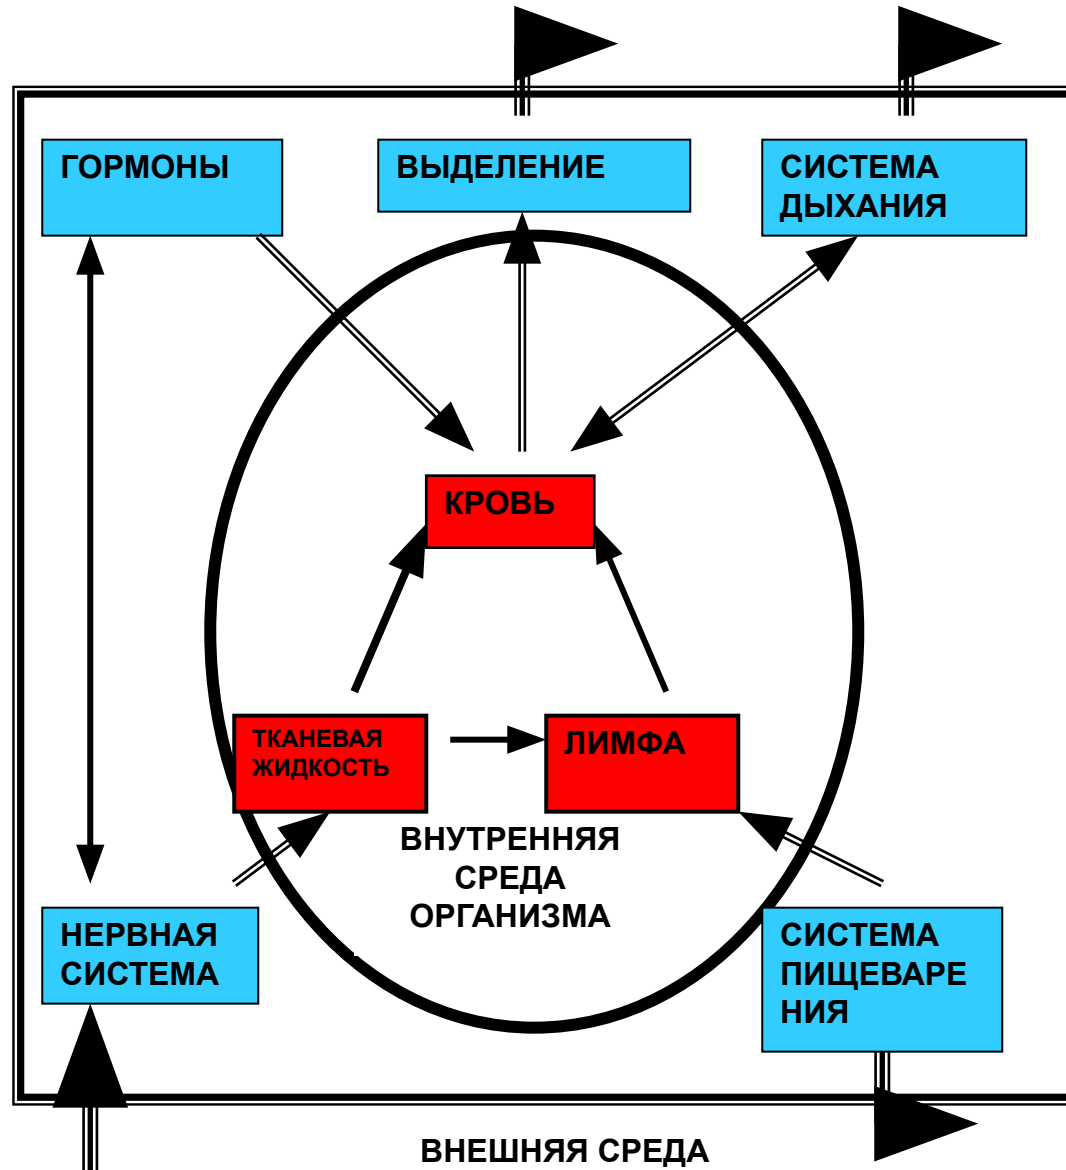 ГОРМОНЫ
ВЫДЕЛЕНИЕ
СИСТЕМА
ДЫХАНИЯ
КРОВЬ
ТКАНЕВАЯ
ЖИДКОСТЬ
ЛИМФА
ВНУТРЕННЯЯ
СРЕДА
ОРГАНИЗМА
НЕРВНАЯ
СИСТЕМА
СИСТЕМА
ПИЩЕВАРЕ
НИЯ
ВНЕШНЯЯ СРЕДА